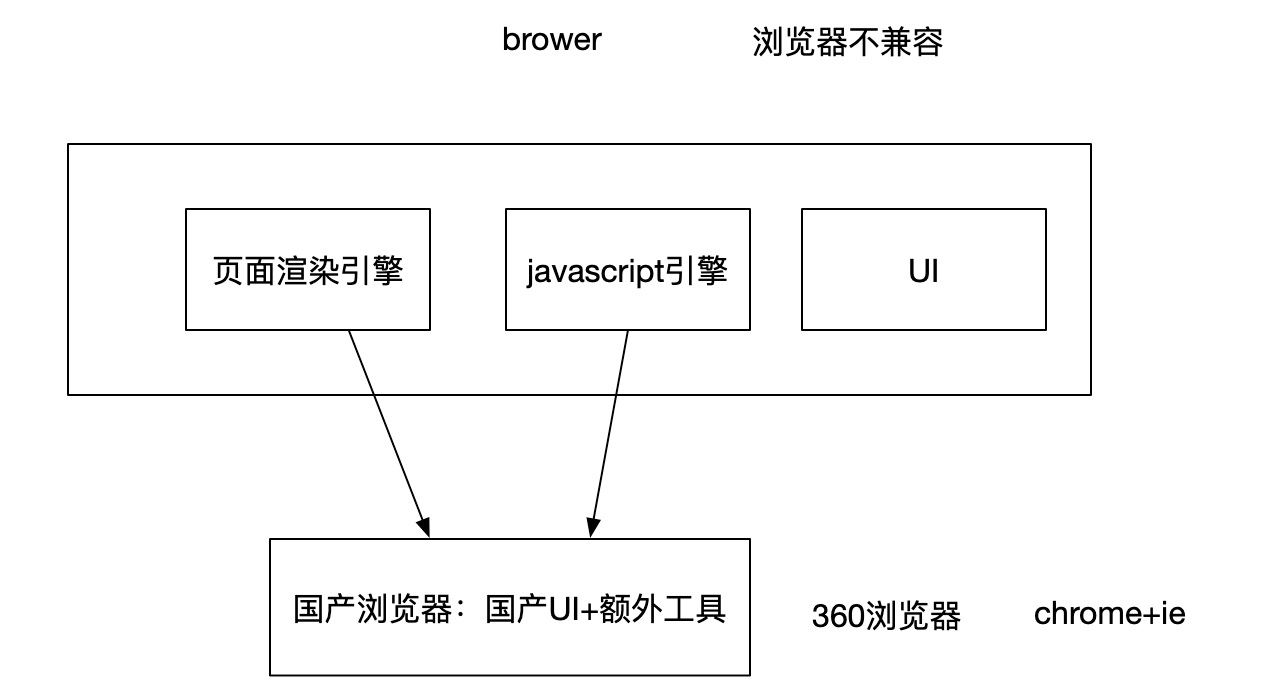 brower
浏览器不兼容
页面渲染引擎
javascript引擎
UI
国产浏览器：国产UI+额外工具
360浏览器
chrome+ie